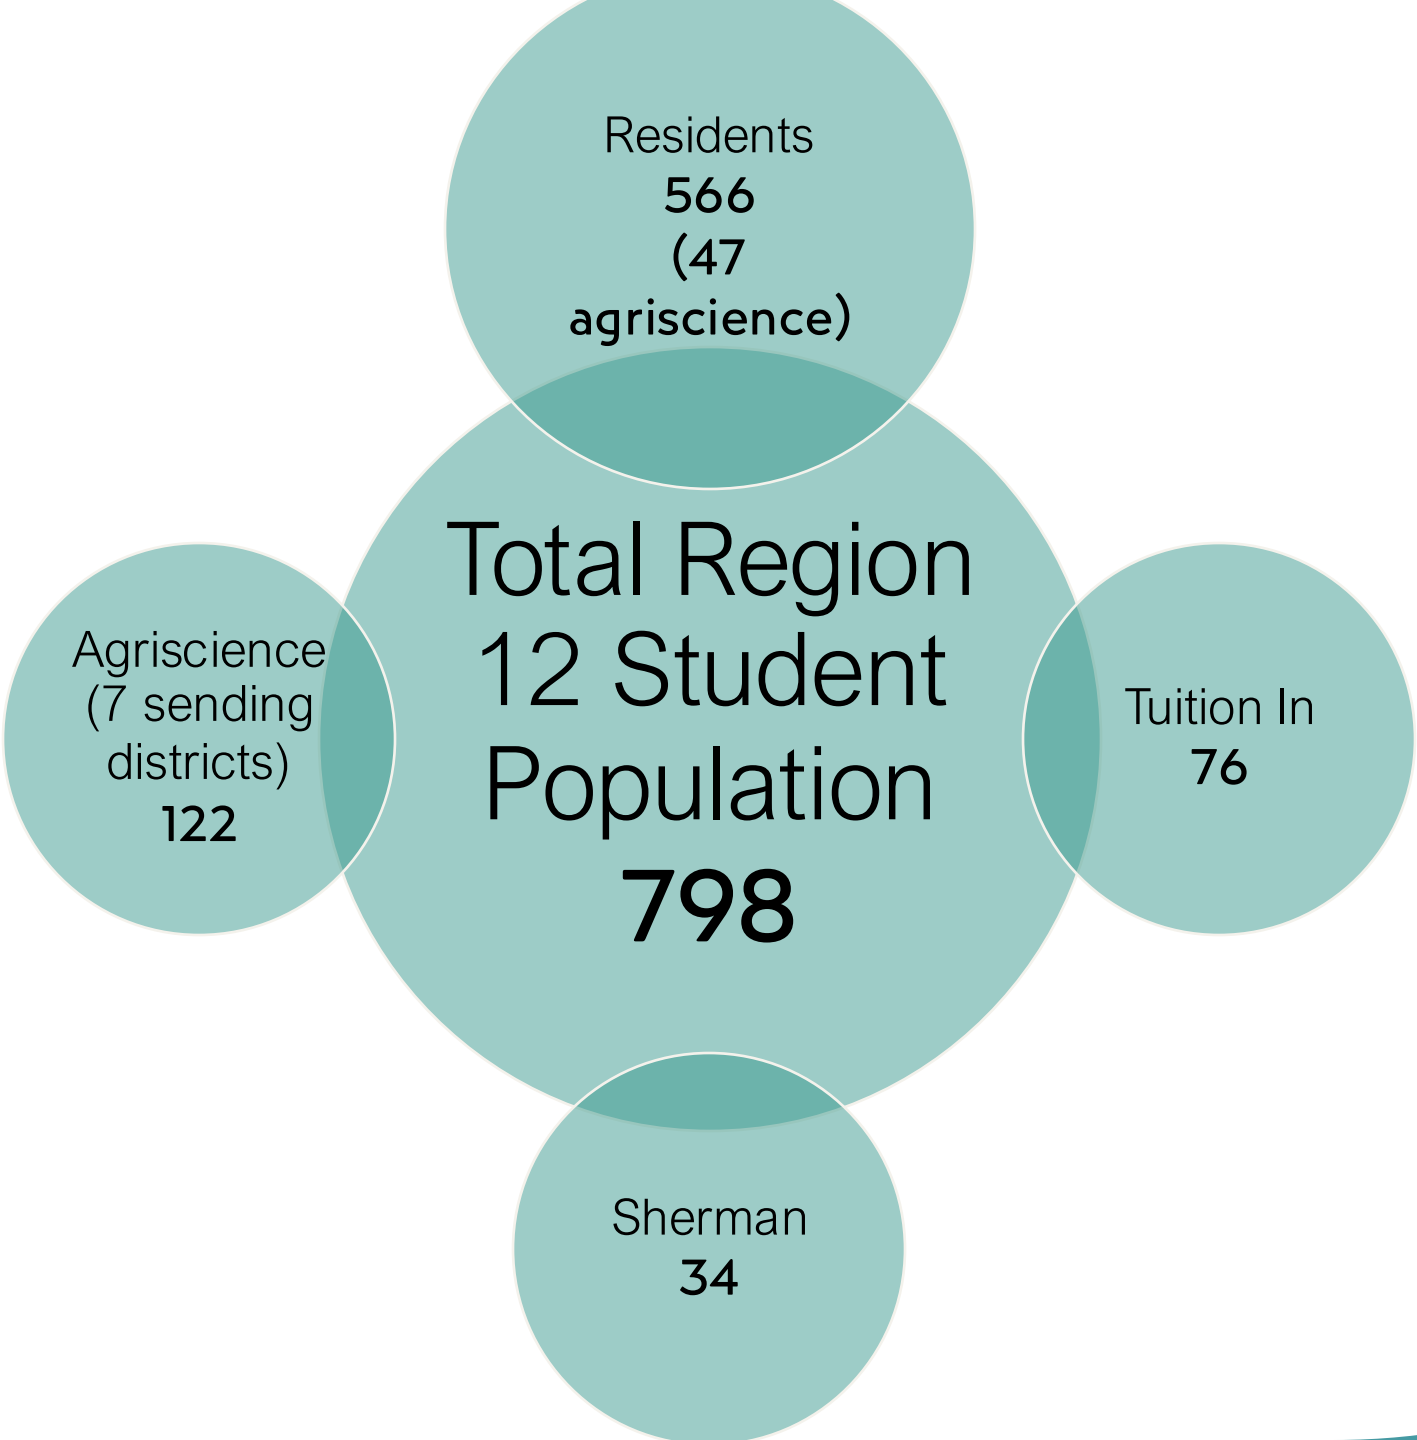 Residents
566
(47
agriscience)
Total Region
12 Student
Population
798
Agriscience
(7 sending
districts)
122
Tuition In
76
Sherman
34